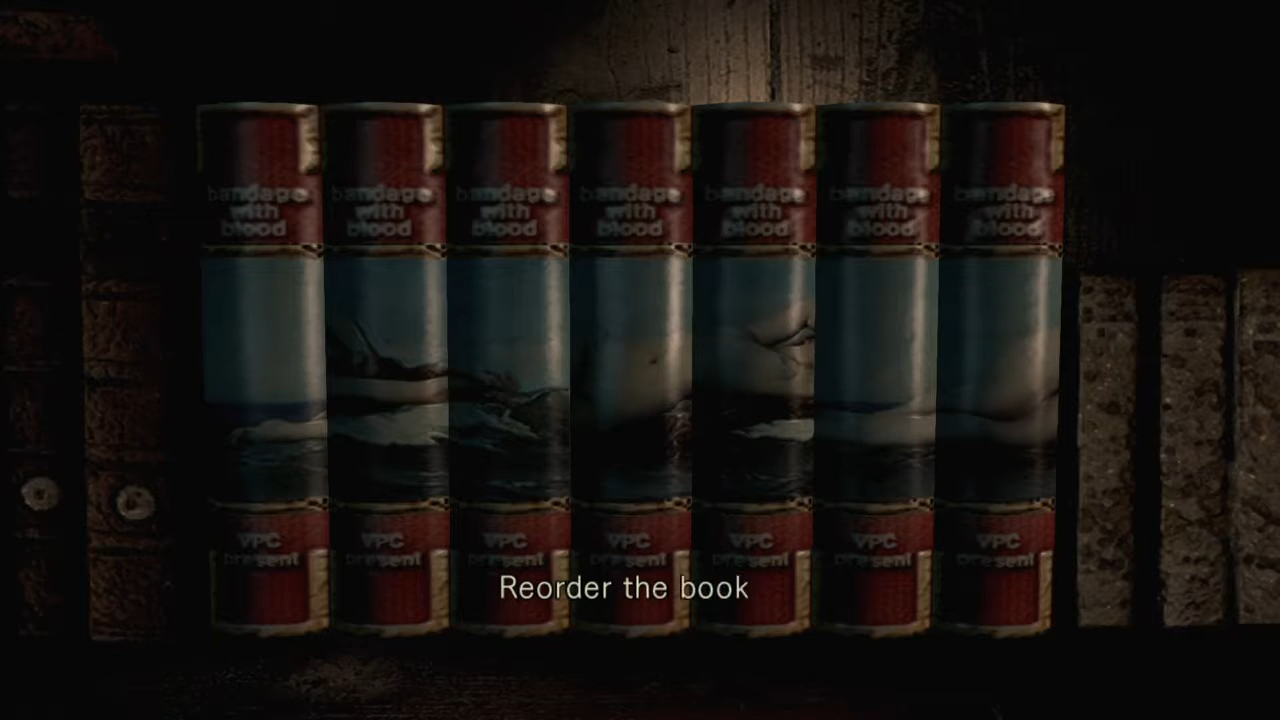 bandage bandage bandage bandage bandage bandage bandage
with with with with with with with
blood blood blood blood blood blood blood
VPC VPC VPC VPC VPC VPC VPC
present present present present present present present
Reorder the book